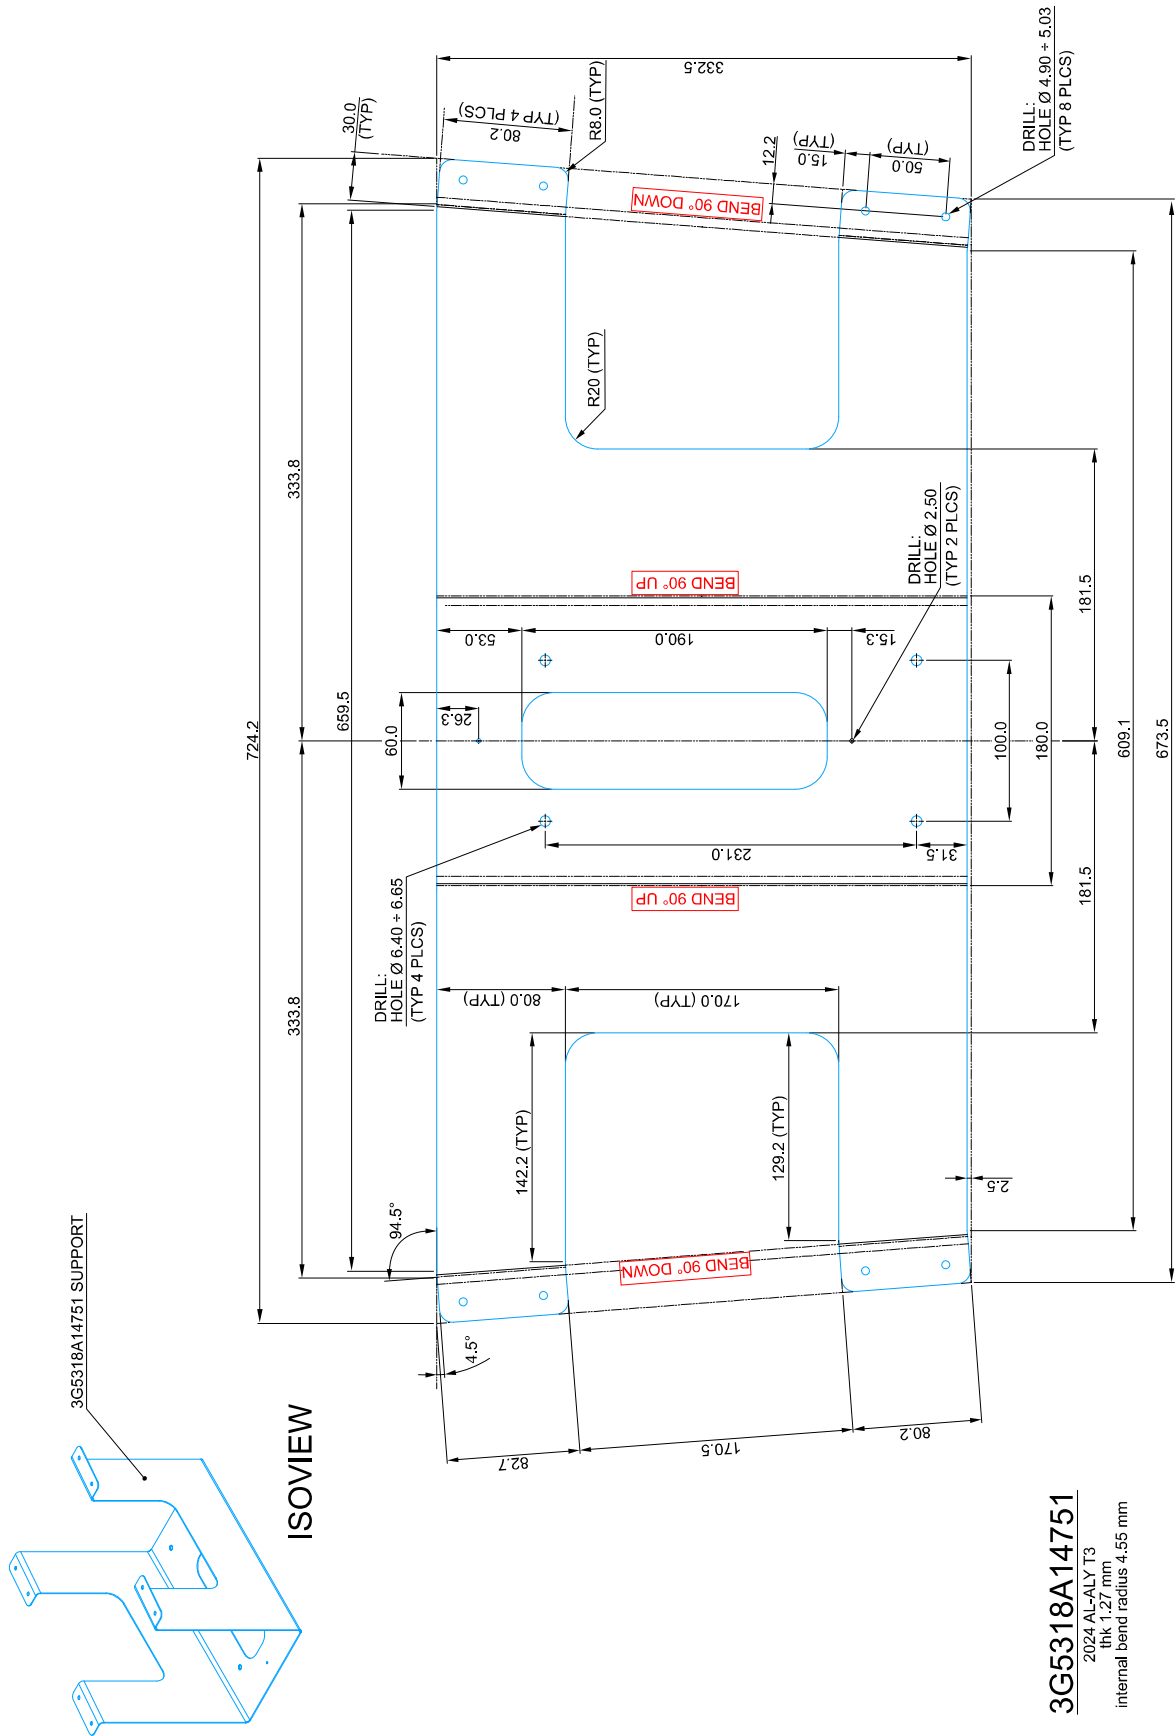 3G5318A14751 SUPPORT
ISOVIEW
3G5318A14751
2024 AL-ALY T3
thk 1.27 mm
internal bend radius 4.55 mm
724.2
333.8
333.8
659.5
30.0
(TYP)
80.2
(TYP 4 PLCS)
R8.0 (TYP)
332.5
12.2
15.0
(TYP)
50.0
(TYP)
DRILL:
HOLE Ø 4.90 ÷ 5.03
(TYP 8 PLCS)
BEND 90° DOWN
R20 (TYP)
BEND 90° UP
53.0
190.0
15.3
DRILL:
HOLE Ø 2.50
(TYP 2 PLCS)
60.0
26.3
100.0
180.0
181.5
181.5
609.1
673.5
231.0
31.5
DRILL:
HOLE Ø 6.40 ÷ 6.65
(TYP 4 PLCS)
BEND 90° UP
80.0 (TYP)
170.0 (TYP)
142.2 (TYP)
129.2 (TYP)
2.5
94.5°
BEND 90° DOWN
4.5°
82.7
170.5
80.2